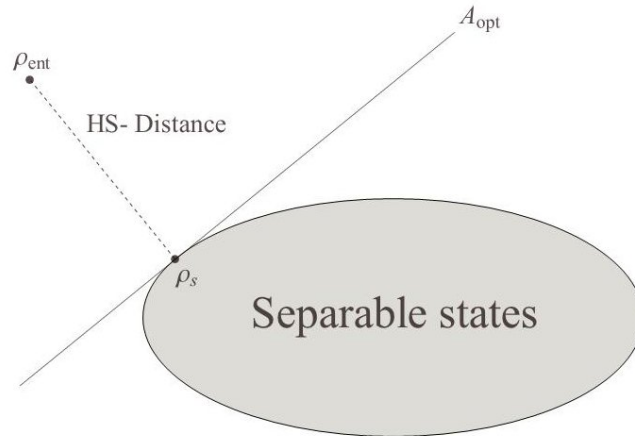 A_opt
ρ_ent
HS- Distance
ρ_s
Separable states